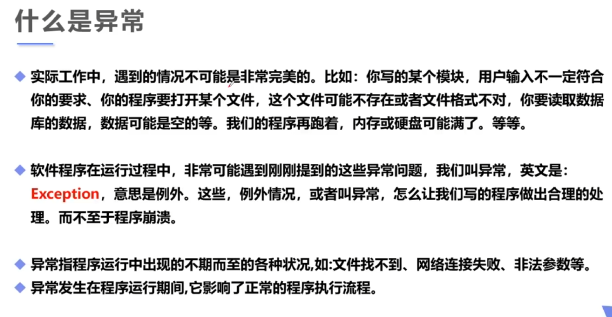 什么是异常
实际工作中，遇到的情况不可能是非常完美的。比如：你写的某个模块，用户输入不一定符合
你的要求、你的程序要打开某个文件，这个文件可能不存在或者文件格式不对，你要读取数据
库的数据，数据可能是空的等。我们的程序再跑着，内存或硬盘可能满了。等等。
软件程序在运行过程中，非常可能遇到刚刚提到的这些异常问题，我们叫异常，英文是：
Exception，意思是例外。这些，例外情况，或者叫异常，怎么让我们写的程序做出合理的处
理。而不至于程序崩溃。
异常指程序运行中出现的不期而至的各种状况,如:文件找不到、网络连接失败、非法参数等。
异常发生在程序运行期间,它影响了正常的程序执行流程。